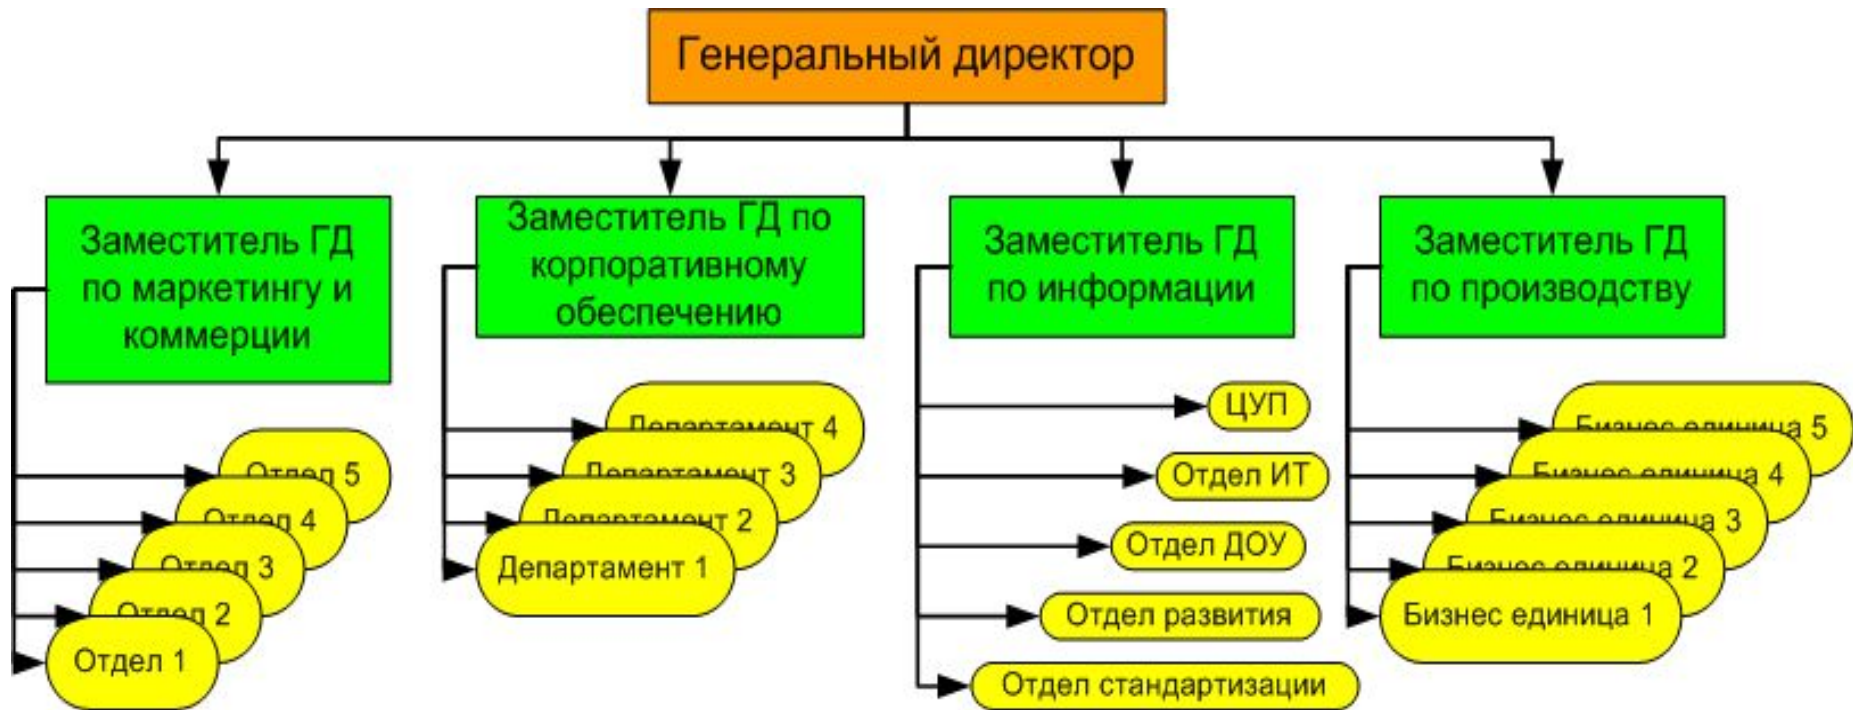 Генеральный директор
Заместитель ГД
по маркетингу и
коммерции
Заместитель ГД по
корпоративному
обеспечению
Заместитель ГД
по информации
Заместитель ГД
по производству
Отдел 5
Отдел 4
Отдел 3
Отдел 2
Отдел 1
Департамент 4
Департамент 3
Департамент 2
Департамент 1
ЦУП
Отдел ИТ
Отдел ДОУ
Отдел развития
Отдел стандартизации
Бизнес единица 5
Бизнес единица 4
Бизнес единица 3
Бизнес единица 2
Бизнес единица 1